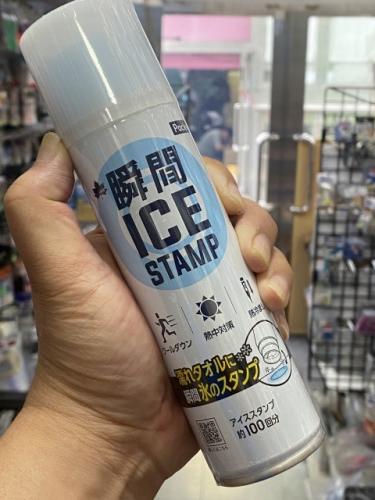 瞬間
ICE
STAMP
クールダウン
熱中対策
濡れタオルに
瞬間氷のスタンプ
アイススタンプ
約100回分